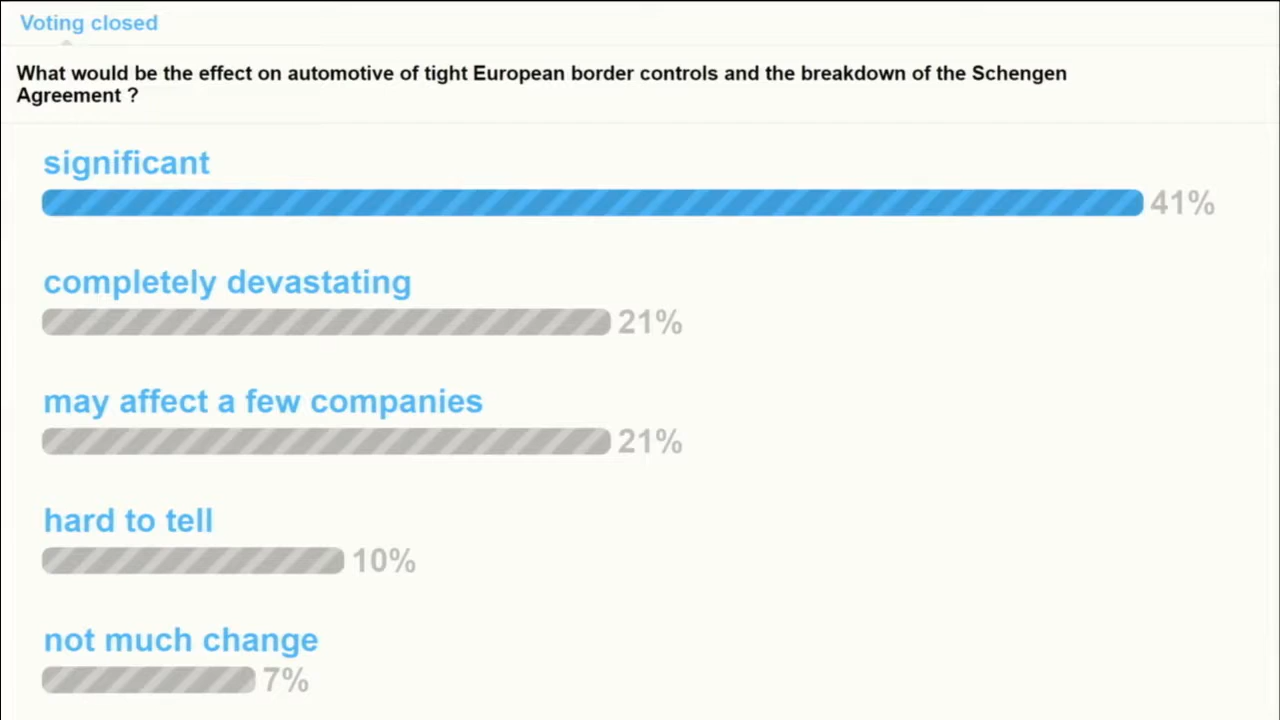 Voting closed
What would be the effect on automotive of tight European border controls and the breakdown of the Schengen
Agreement ?
significant
41%
completely devastating
21%
may affect a few companies
21%
hard to tell
10%
not much change
7%